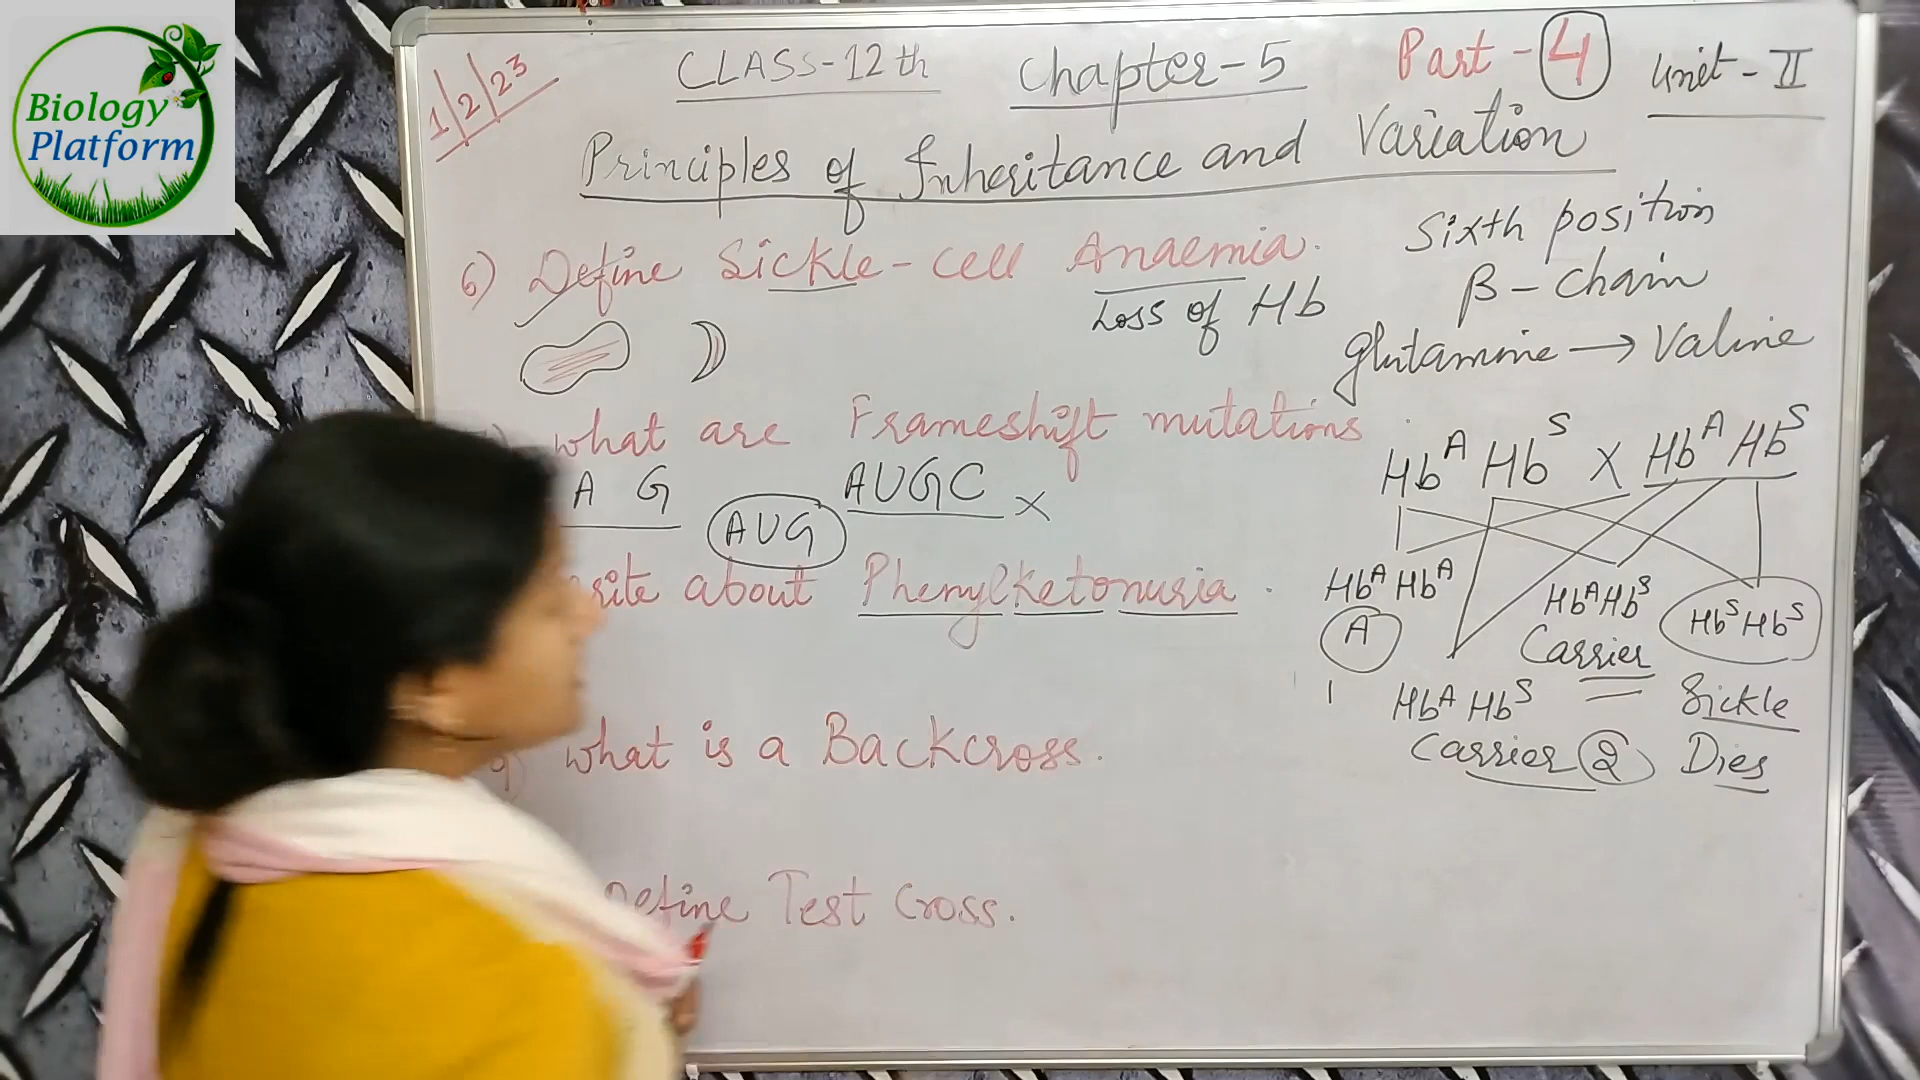 Biology
Platform
1/2/23
CLASS-12th Chapter-5 Part-4 Unit-II
Principles of Inheritance and Variation
6) Define Sickle-cell Anaemia.
Loss of Hb
Sixth position
β-chain
glutamine → Valine
what are Frameshift mutations
A G AUG AUGC X
Hb^A Hb^S X Hb^A Hb^S
about Phenylketonuria.
Hb^A Hb^A Hb^A Hb^S Hb^S Hb^S
A Carrier
1 Hb^A Hb^S Sickle
Carrier 2 Dies
9) What is a Backcross.
Define Test Cross.